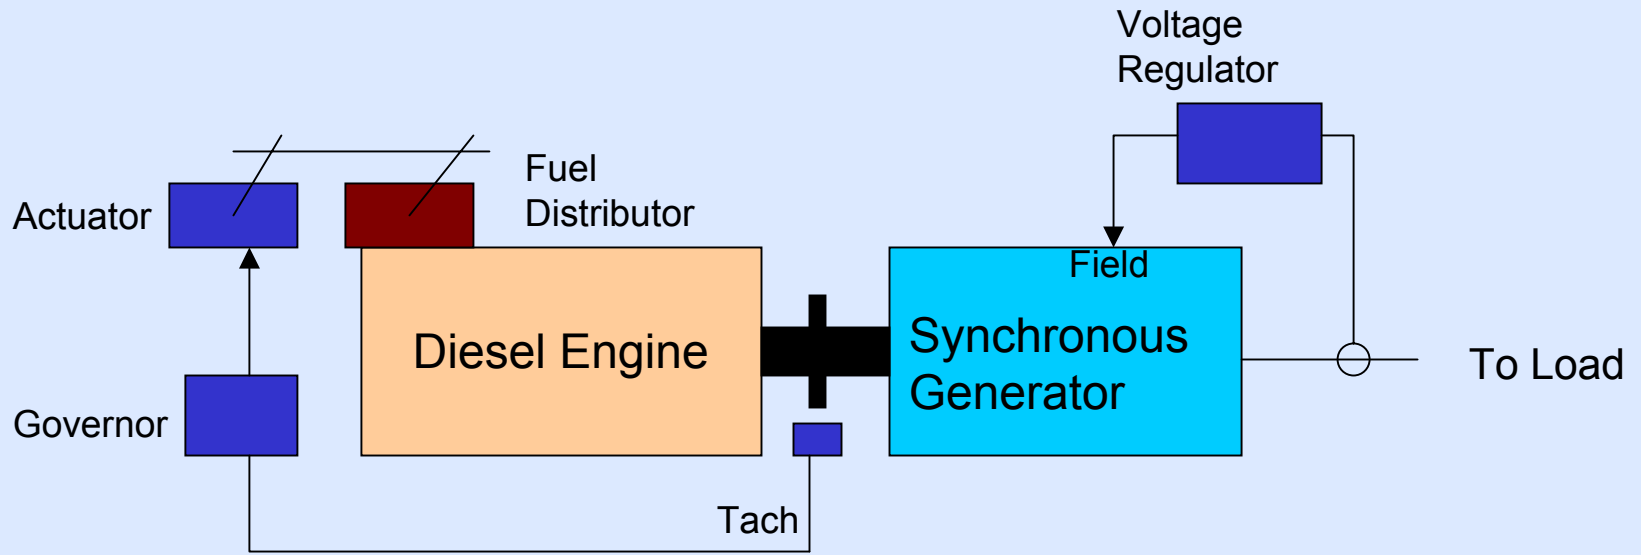 Voltage
Regulator
Fuel
Distributor
Actuator
Field
Diesel Engine
Synchronous
Generator
To Load
Governor
Tach